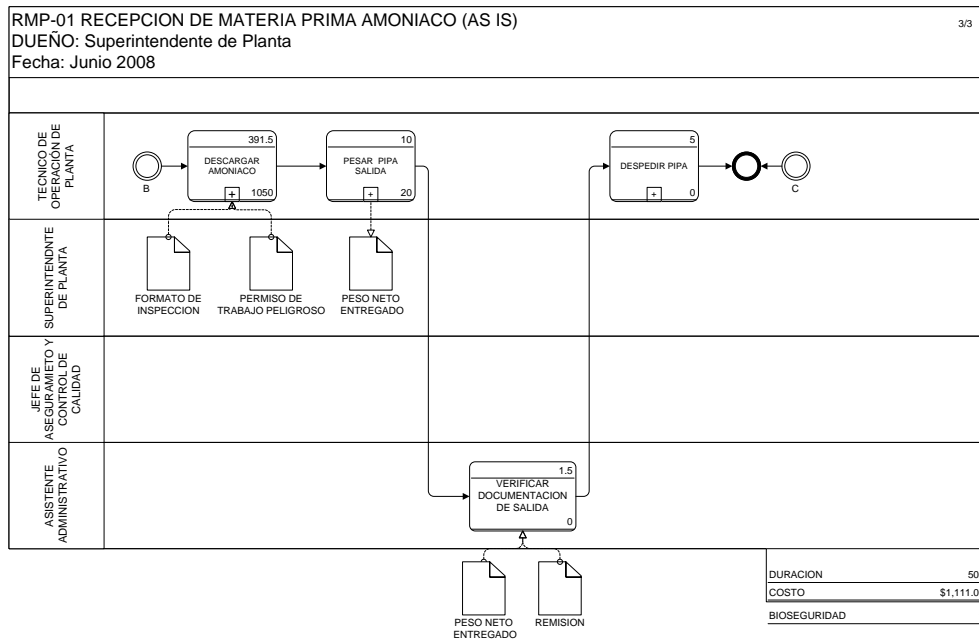 RMP-01 RECEPCION DE MATERIA PRIMA AMONIACO (AS IS)
3/3
DUEÑO: Superintendente de Planta
Fecha: Junio 2008
TECNICO DE
OPERACIÓN DE
PLANTA
B
391.5
DESCARGAR
AMONIACO
+
1050
10
PESAR PIPA
SALIDA
+
20
5
DESPEDIR PIPA
+
0
C
SUPERINTENDNTE
DE PLANTA
FORMATO DE
INSPECCION
PERMISO DE
TRABAJO PELIGROSO
PESO NETO
ENTREGADO
JEFE DE
ASEGURAMIETO Y
CONTROL DE
CALIDAD
ASISTENTE
ADMINISTRATIVO
1.5
VERIFICAR
DOCUMENTACION
DE SALIDA
0
PESO NETO
ENTREGADO
REMISION
DURACION 50
COSTO $1,111.0
BIOSEGURIDAD